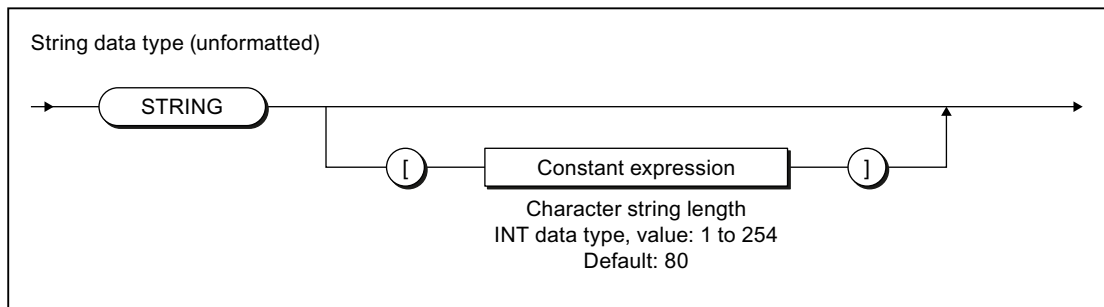 String data type (unformatted)
STRING
[ Constant expression ]
Character string length
INT data type, value: 1 to 254
Default: 80